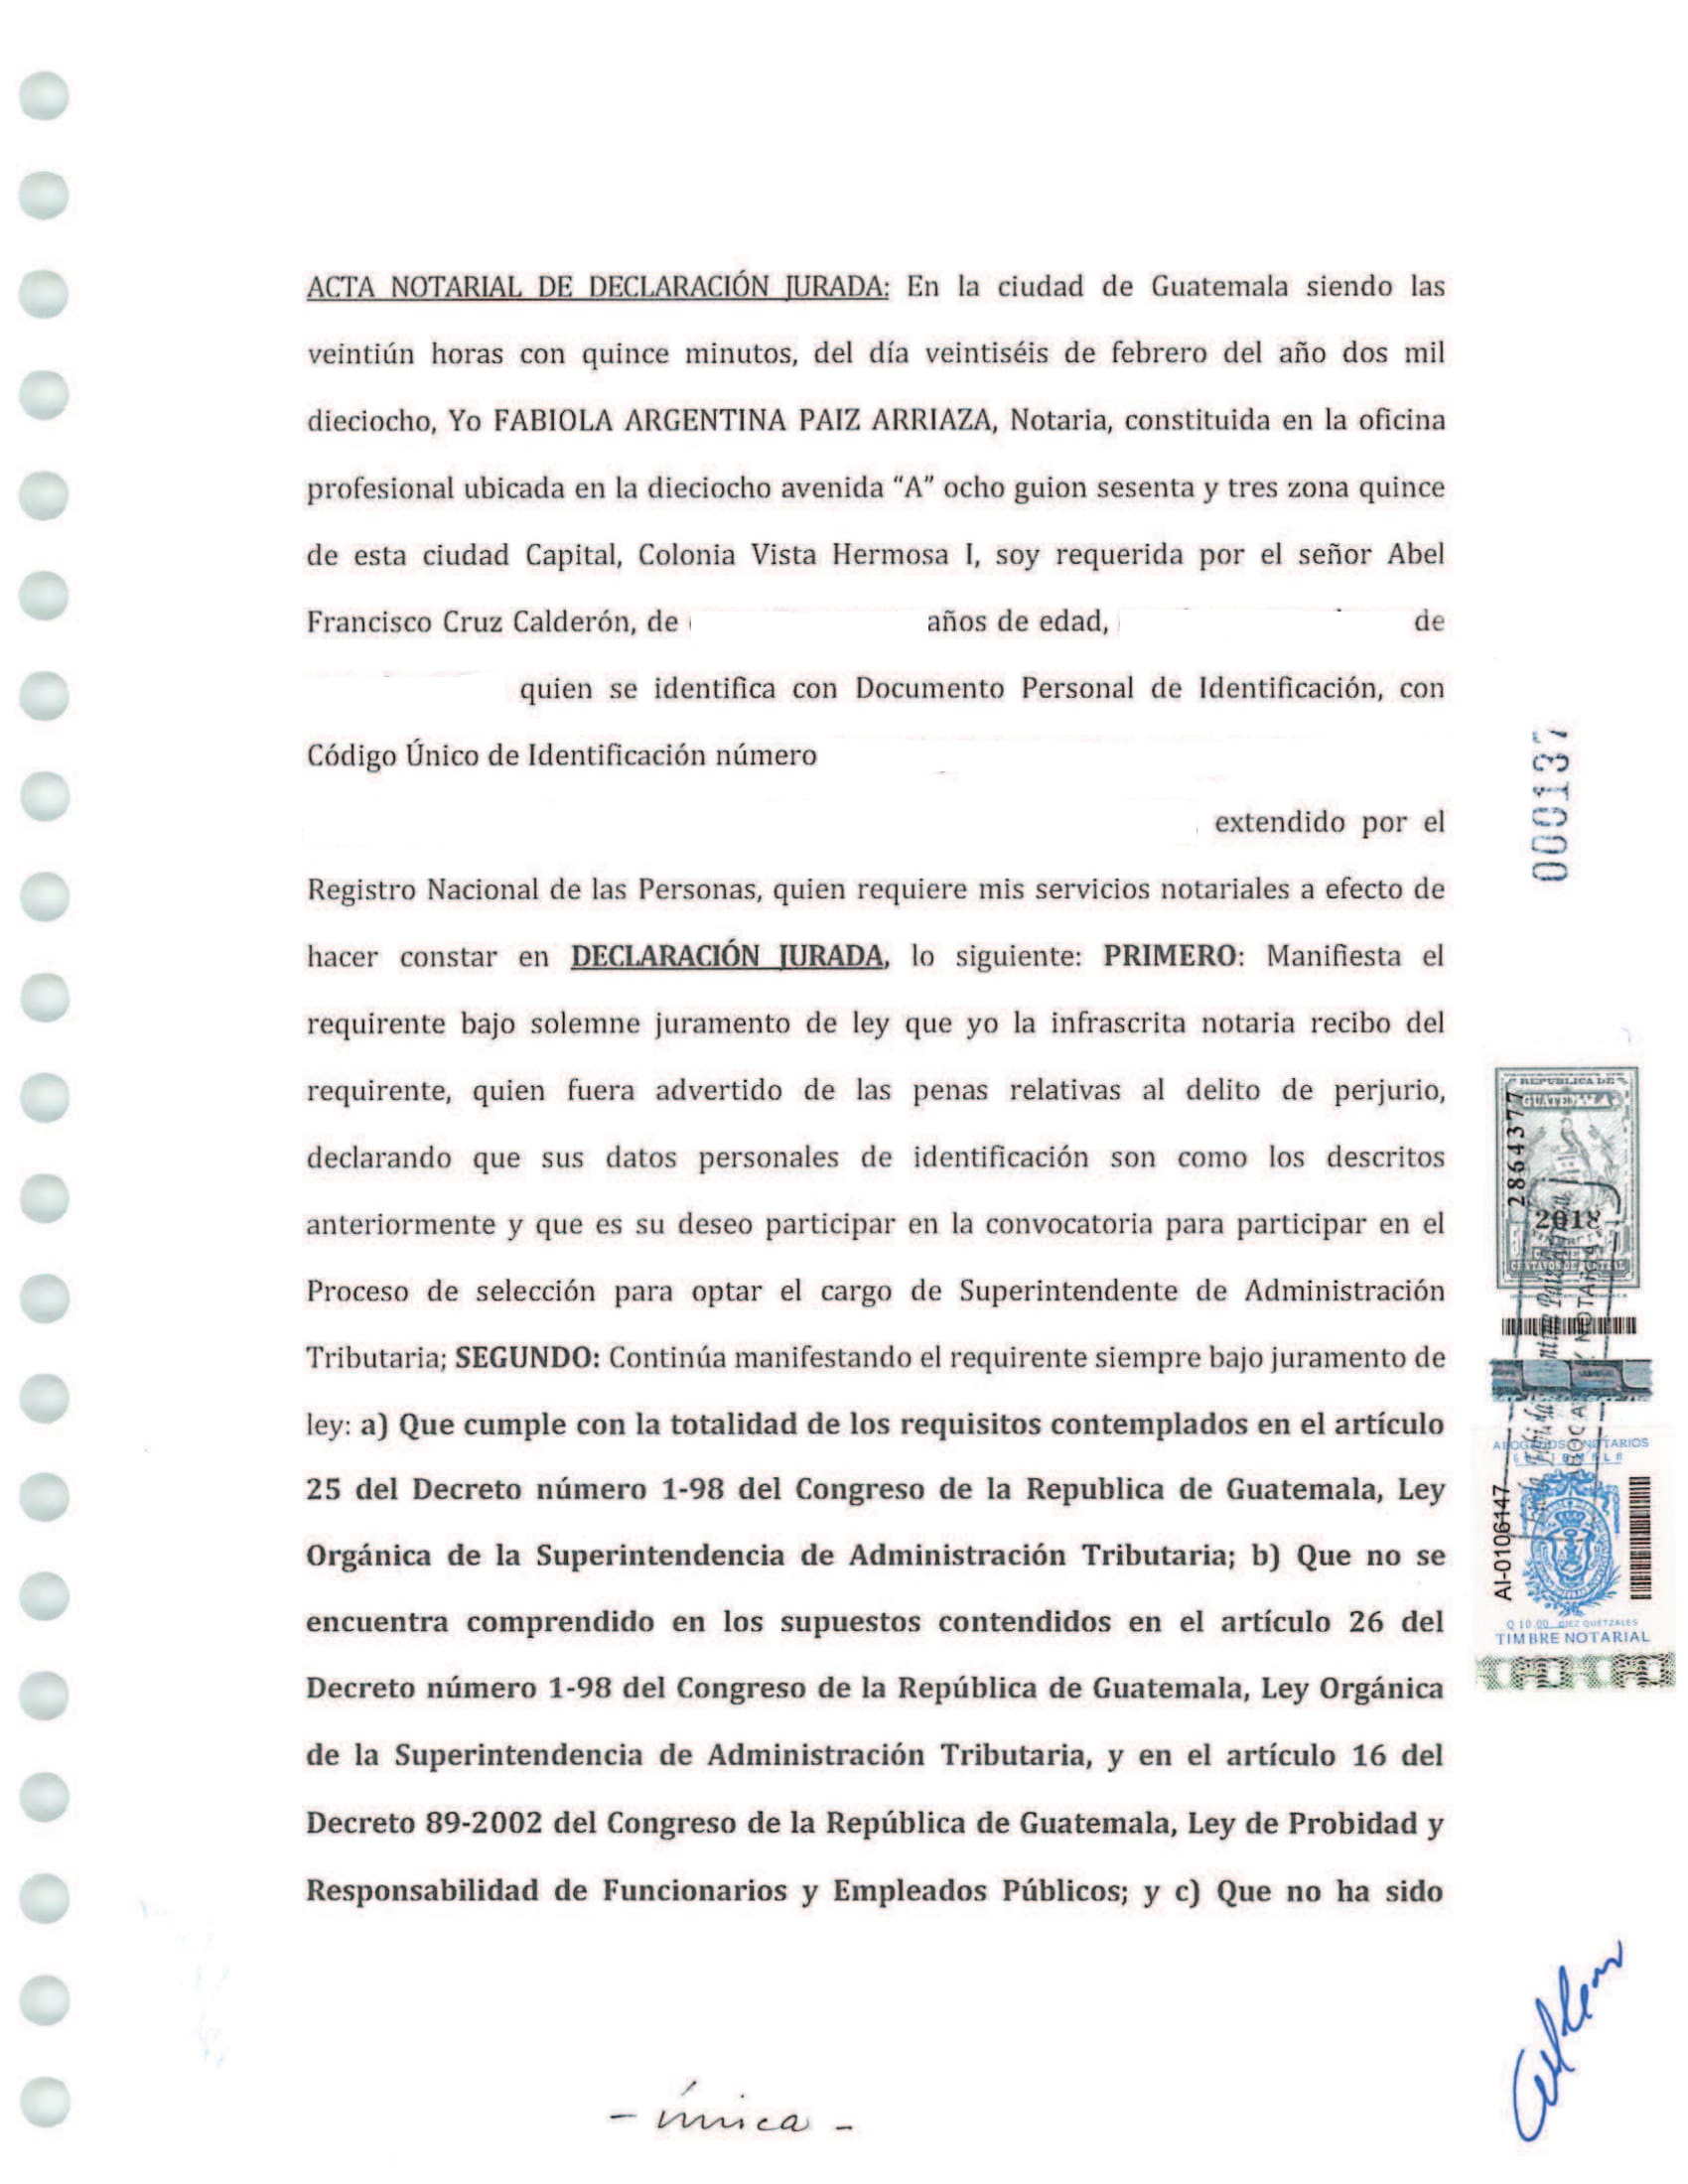 ACTA NOTARIAL DE DECLARACIÓN JURADA: En la ciudad de Guatemala siendo las
veintiún horas con quince minutos, del día veintiséis de febrero del año dos mil
dieciocho, Yo FABIOLA ARGENTINA PAIZ ARRIAZA, Notaria, constituida en la oficina
profesional ubicada en la dieciocho avenida "A" ocho guion sesenta y tres zona quince
de esta ciudad Capital, Colonia Vista Hermosa I, soy requerida por el señor Abel
Francisco Cruz Calderón, de años de edad, de
quien se identifica con Documento Personal de Identificación, con
Código Único de Identificación número
extendido por el
Registro Nacional de las Personas, quien requiere mis servicios notariales a efecto de
hacer constar en DECLARACIÓN JURADA, lo siguiente: PRIMERO: Manifiesta el
requirente bajo solemne juramento de ley que yo la infrascrita notaria recibo del
requirente, quien fuera advertido de las penas relativas al delito de perjurio,
declarando que sus datos personales de identificación son como los descritos
anteriormente y que es su deseo participar en la convocatoria para participar en el
Proceso de selección para optar el cargo de Superintendente de Administración
Tributaria; SEGUNDO: Continúa manifestando el requirente siempre bajo juramento de
ley: a) Que cumple con la totalidad de los requisitos contemplados en el artículo
25 del Decreto número 1-98 del Congreso de la Republica de Guatemala, Ley
Orgánica de la Superintendencia de Administración Tributaria; b) Que no se
encuentra comprendido en los supuestos contendidos en el artículo 26 del
Decreto número 1-98 del Congreso de la República de Guatemala, Ley Orgánica
de la Superintendencia de Administración Tributaria, y en el artículo 16 del
Decreto 89-2002 del Congreso de la República de Guatemala, Ley de Probidad y
Responsabilidad de Funcionarios y Empleados Públicos; y c) Que no ha sido
- única -
000137
REPUBLICA DE
GUATEMALA
2864377
2018
ABOGADOS Y NOTARIOS
AI-0106147
Q 10.00 DIEZ QUETZALES
TIMBRE NOTARIAL